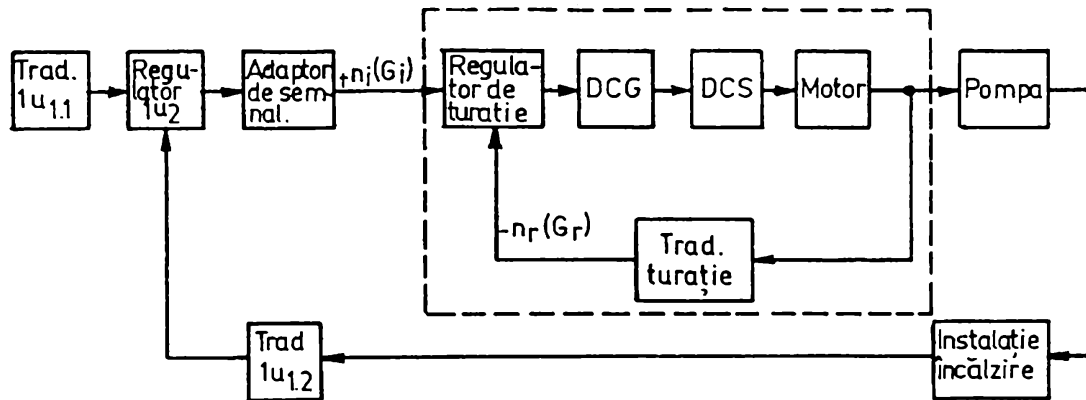 Trad.
1u1.1
Regu-
lator
1u2
Adaptor
de sem-
nal.
+ni(Gi)
Regula-
tor de
turatie
DCG
DCS
Motor
Pompa
-nr(Gr)
Trad.
turație
Trad
1u1.2
Instalație
încălzire